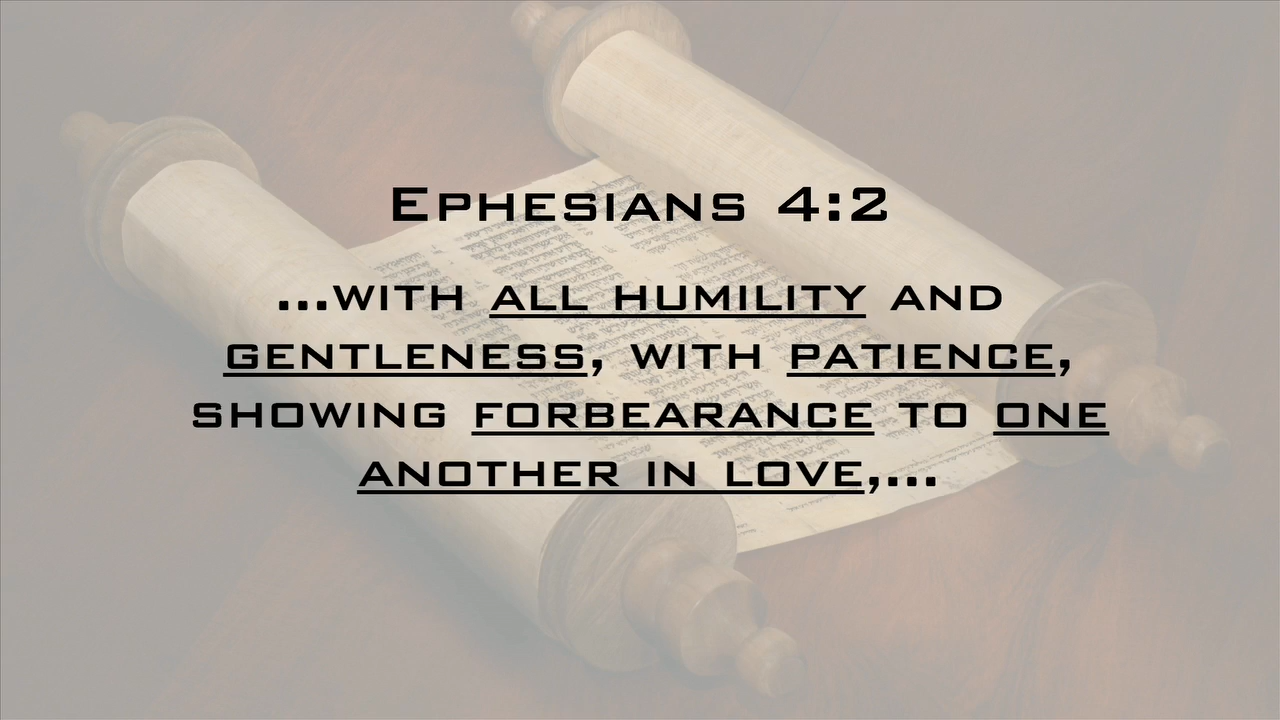 Ephesians 4:2
...with all humility and
gentleness, with patience,
showing forbearance to one
another in love,...